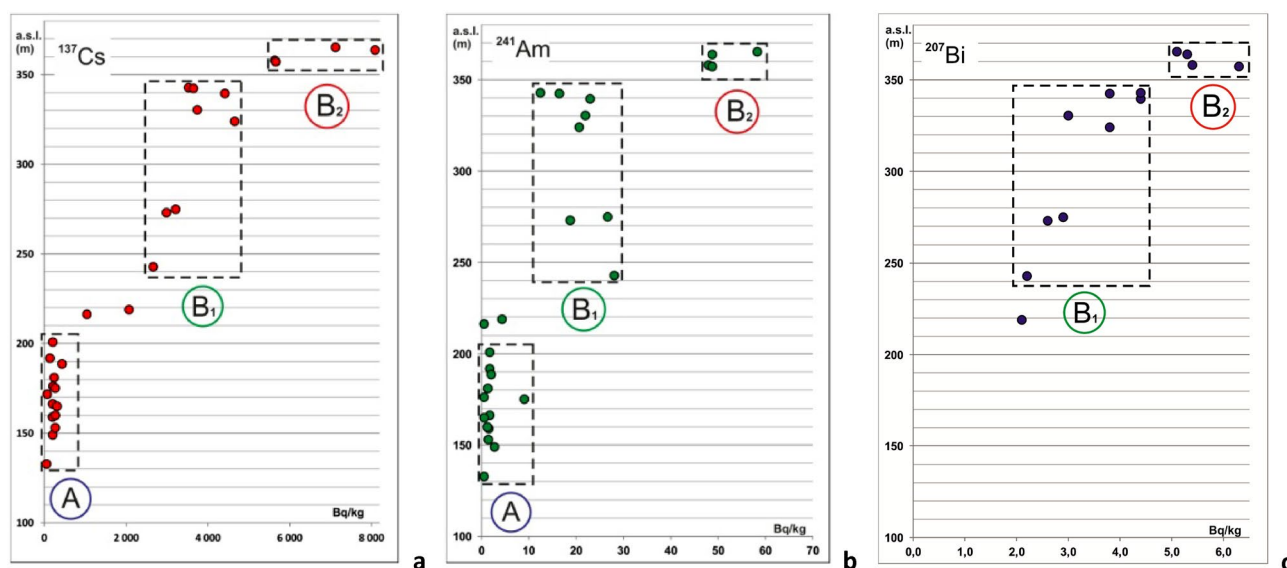 a.s.l.
(m)
¹³⁷Cs
350
300
250
200
150
100
B₂
B₁
A
Bq/kg
0
2 000
4 000
6 000
8 000
a
a.s.l.
(m)
²⁴¹Am
350
300
250
200
150
100
B₂
B₁
A
Bq/kg
0
10
20
30
40
50
60
70
b
a.s.l.
(m)
²⁰⁷Bi
350
300
250
200
150
100
B₂
B₁
Bq/kg
0,0
1,0
2,0
3,0
4,0
5,0
6,0